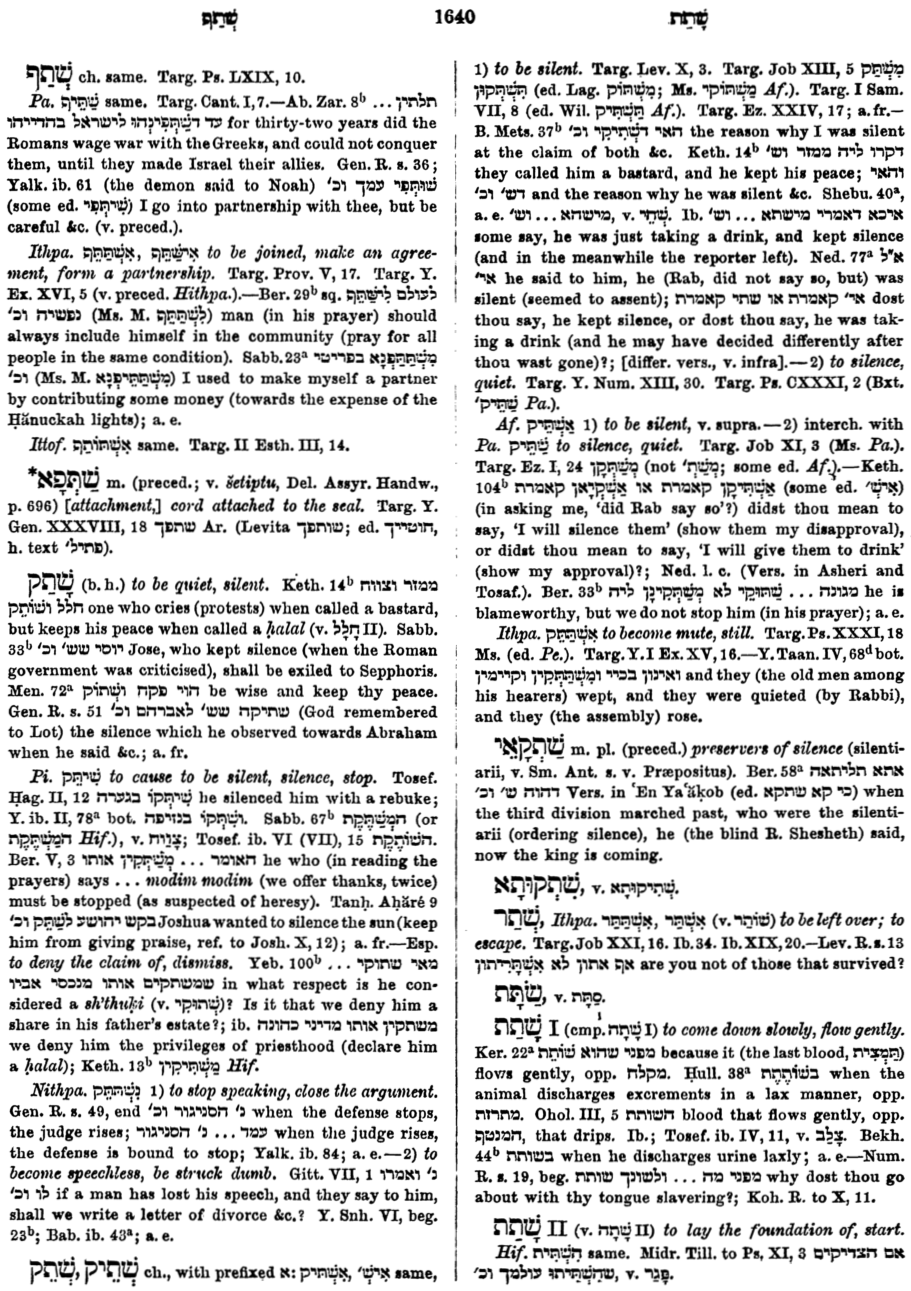 שְׁתַף 1640 שָׁתַת
שְׁתַף ch. same. Targ. Ps. LXIX, 10.
Pa. שַׁתֵּיף same. Targ. Cant. I, 7.—Ab. Zar. 8ᵇ תלתין ...
עד דשַׁתְּפִינְהוּ לישראל בהדייהו for thirty-two years did the
Romans wage war with the Greeks, and could not conquer
them, until they made Israel their allies. Gen. R. s. 36;
Yalk. ib. 61 (the demon said to Noah) שׁוּתְּפִי עמך וכ׳
(some ed. שִׁיתְּפִי) I go into partnership with thee, but be
careful &c. (v. preced.).
Ithpa. אִישַּׁתַּף, אִשְׁתַּתַּף to be joined, make an agree-
ment, form a partnership. Targ. Prov. V, 17. Targ. Y.
Ex. XVI, 5 (v. preced. Hithpa.).—Ber. 29ᵇ sq. לעולם לִישַׁתֵּף
נפשיה וכ׳ (Ms. M. לִשְׁתַּתֵּף) man (in his prayer) should
always include himself in the community (pray for all
people in the same condition). Sabb. 23ᵃ מִשְׁתַּתַּפְנָא בפריטי
וכ׳ (Ms. M. מִשְׁתַּתֵּיפְנָא) I used to make myself a partner
by contributing some money (towards the expense of the
Ḥănuckah lights); a. e.
Ittof. אִשְׁתּוֹתַף same. Targ. II Esth. III, 14.
*שַׁתְּפָא m. (preced.; v. šetiptu, Del. Assyr. Handw.,
p. 696) [attachment,] cord attached to the seal. Targ. Y.
Gen. XXXVIII, 18 שתפך Ar. (Levita שותפך; ed. חוטייך,
h. text פתיל׳).
שָׁתַק (b. h.) to be quiet, silent. Keth. 14ᵇ ממזר וצווח
חלל ושׁוֹתֵק one who cries (protests) when called a bastard,
but keeps his peace when called a ḥalal (v. חָלָל II). Sabb.
33ᵇ יוסי שש׳ וכ׳ Jose, who kept silence (when the Roman
government was criticised), shall be exiled to Sepphoris.
Men. 72ᵃ הוי פקח ושְׁתוֹק be wise and keep thy peace.
Gen. R. s. 51 שתיקה שש׳ לאברהם וכ׳ (God remembered
to Lot) the silence which he observed towards Abraham
when he said &c.; a. fr.
Pi. שִׁיתֵּק to cause to be silent, silence, stop. Tosef.
Ḥag. II, 12 שִׁיתְּקוֹ בגערה he silenced him with a rebuke;
Y. ib. II, 78ᵃ bot. ושִׁתְּקוֹ בנזיפה. Sabb. 67ᵇ המְשַׁתֶּקֶת (or
המַשְׁתֶּקֶת Hif.), v. צְוַוח; Tosef. ib. VI (VII), 15 השׁוֹתֶקֶת.
Ber. V, 3 האומר ... מְשַׁתְּקִין אותו he who (in reading the
prayers) says ... modim modim (we offer thanks, twice)
must be stopped (as suspected of heresy). Tanḥ. Aḥăré 9
בקש יהושע לשַׁתֵּק וכ׳ Joshua wanted to silence the sun (keep
him from giving praise, ref. to Josh. X, 12); a. fr.—Esp.
to deny the claim of, dismiss. Yeb. 100ᵇ מאי שתוקי ...
שמשתקים אותו מנכסי אביו in what respect is he con-
sidered a sh'thuḳi (v. שְׁתוּקִי)? Is it that we deny him a
share in his father's estate?; ib. משתקין אותו מדיני כהונה
we deny him the privileges of priesthood (declare him
a ḥalal); Keth. 13ᵇ מַשְׁתִּיקִין Hif.
Nithpa. נִשְׁתַּתֵּק 1) to stop speaking, close the argument.
Gen. R. s. 49, end נ׳ הסניגור וכ׳ when the defense stops,
the judge rises; עמד ... נ׳ הסניגור when the judge rises,
the defense is bound to stop; Yalk. ib. 84; a. e.—2) to
become speechless, be struck dumb. Gitt. VII, 1 נ׳ ואמרו
לו וכ׳ if a man has lost his speech, and they say to him,
shall we write a letter of divorce &c.? Y. Snh. VI, beg.
23ᵇ; Bab. ib. 43ᵃ; a. e.
שְׁתֵיק, שְׁתֵק ch., with prefixed א: אִישְׁ׳, אִשְׁתִּיק same,
1) to be silent. Targ. Lev. X, 3. Targ. Job XIII, 5 מִשְׁתַּק
תִּשְׁתְּקוּן (ed. Lag. מִשְׁתּוֹק; Ms. מַשְׁתּוֹקֵי Af.). Targ. I Sam.
VII, 8 (ed. Wil. תַּשְׁתֵּיק Af.). Targ. Ez. XXIV, 17; a. fr.—
B. Mets. 37ᵇ האי דשְׁתֵיקֵי וכ׳ the reason why I was silent
at the claim of both &c. Keth. 14ᵇ דקרו ליה ממזר וש׳
they called him a bastard, and he kept his peace; והאי
דש׳ וכ׳ and the reason why he was silent &c. Shebu. 40ᵃ,
a. e. מישהא ... וש׳, v. שְׁהֵי. Ib. איכא דאמרי מישתא ... וש׳
some say, he was just taking a drink, and kept silence
(and in the meanwhile the reporter left). Ned. 77ᵃ א״ל
אי׳ he said to him, he (Rab, did not say so, but) was
silent (seemed to assent); אי׳ קאמרת או שתי קאמרת dost
thou say, he kept silence, or dost thou say, he was tak-
ing a drink (and he may have decided differently after
thou wast gone)?; [differ. vers., v. infra].—2) to silence,
quiet. Targ. Y. Num. XIII, 30. Targ. Ps. CXXXI, 2 (Bxt.
שַׁתֵּיק׳ Pa.).
Af. אַשְׁתֵּיק 1) to be silent, v. supra.—2) interch. with
Pa. שַׁתֵּיק to silence, quiet. Targ. Job XI, 3 (Ms. Pa.).
Targ. Ez. I, 24 מְשַׁתְּקָן (not מְשַׁתְּ׳; some ed. Af.).—Keth.
104ᵇ אַשְׁתֵּיקָן קאמרת או אַשְׁקְיָאן קאמרת (some ed. אִישְׁ׳)
(in asking me, 'did Rab say so'?) didst thou mean to
say, 'I will silence them' (show them my disapproval),
or didst thou mean to say, 'I will give them to drink'
(show my approval)?; Ned. l. c. (Vers. in Asheri and
Tosaf.). Ber. 33ᵇ מגונה ... שַׁתּוּקֵי לא מְשַׁתְּקִינָן ליה he is
blameworthy, but we do not stop him (in his prayer); a. e.
Ithpa. אִשְׁתַּתֵּק to become mute, still. Targ. Ps. XXXI, 18
Ms. (ed. Pe.). Targ. Y. I Ex. XV, 16.—Y. Taan. IV, 68ᵈ bot.
ואינון בכיי ומִשְׁתַּתְּקִין וקיימין and they (the old men among
his hearers) wept, and they were quieted (by Rabbi),
and they (the assembly) rose.
שַׁתְקָאֵי m. pl. (preced.) preservers of silence (silenti-
arii, v. Sm. Ant. s. v. Præpositus). Ber. 58ᵃ אתא תליתאה
דהוה ש׳ וכ׳ Vers. in ʿEn Yaʿăḳob (ed. כי קא שתקא) when
the third division marched past, who were the silenti-
arii (ordering silence), he (the blind R. Shesheth) said,
now the king is coming.
שְׁתִקוּתָא, v. שְׁתִיקוּתָא.
שְׁתַר, Ithpa. אִשְׁתַּר, אִשְׁתַּתַּר (v. שׁוֹתַר) to be left over; to
escape. Targ. Job XXI, 16. Ib. 34. Ib. XIX, 20.—Lev. R. s. 13
אף אתון לא אִשְׁתַּרִיתוּן are you not of those that survived?
שַׁתָּת, v. סַתָּת.
שָׁתַת I (cmp. שָׁתָה I) to come down slowly, flow gently.
Ker. 22ᵃ מפני שהוא שׁוֹתֵת because it (the last blood, תַּמְצִית)
flows gently, opp. מקלח. Ḥull. 38ᵃ בשׁוֹתֶתֶת when the
animal discharges excrements in a lax manner, opp.
מתרזת. Ohol. III, 5 השותת blood that flows gently, opp.
המנטף, that drips. Ib.; Tosef. ib. IV, 11, v. צָלַב. Bekh.
44ᵇ בשותת when he discharges urine laxly; a. e.—Num.
R. s. 19, beg. מפני מה ... ולשונך שותת why dost thou go
about with thy tongue slavering?; Koh. R. to X, 11.
שָׁתַת II (v. שָׁתָה II) to lay the foundation of, start.
Hif. הִשְׁתִּית same. Midr. Till. to Ps, XI, 3 אם הצדיקים
שהִשְׁתִּיתוּ עולמך וכ׳, v. פָּגַר.